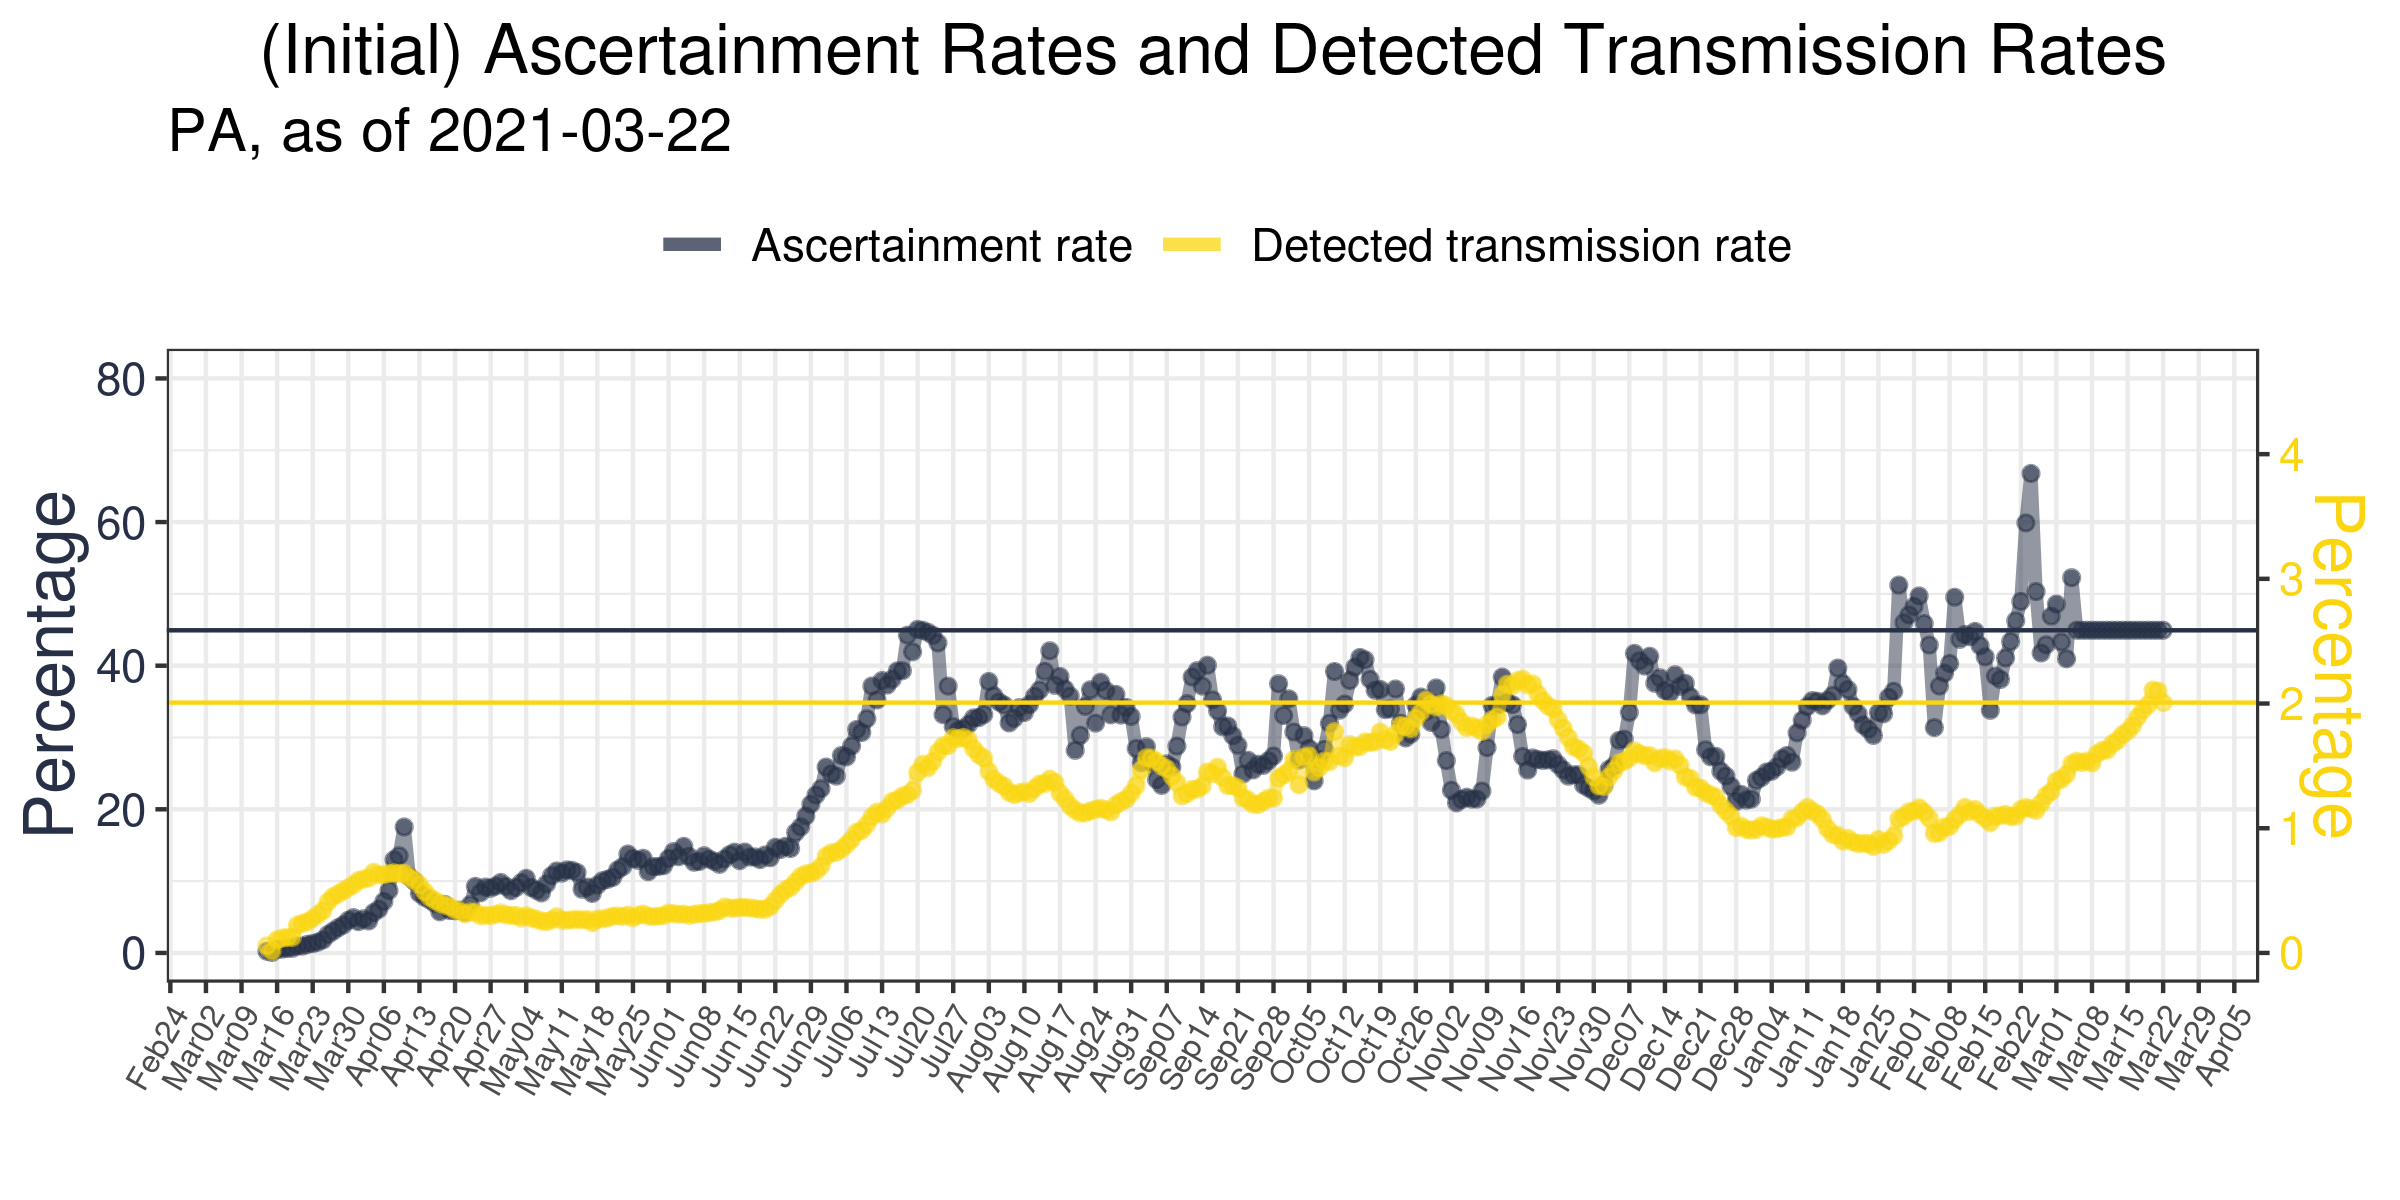 (Initial) Ascertainment Rates and Detected Transmission Rates
PA, as of 2021-03-22
Ascertainment rate Detected transmission rate
Percentage
80
60
40
20
0
4
3
2
1
0
Percentage
Feb24 Mar02 Mar09 Mar16 Mar23 Mar30 Apr06 Apr13 Apr20 Apr27 May04 May11 May18 May25 Jun01 Jun08 Jun15 Jun22 Jun29 Jul06 Jul13 Jul20 Jul27 Aug03 Aug10 Aug17 Aug24 Aug31 Sep07 Sep14 Sep21 Sep28 Oct05 Oct12 Oct19 Oct26 Nov02 Nov09 Nov16 Nov23 Nov30 Dec07 Dec14 Dec21 Dec28 Jan04 Jan11 Jan18 Jan25 Feb01 Feb08 Feb15 Feb22 Mar01 Mar08 Mar15 Mar22 Mar29 Apr05